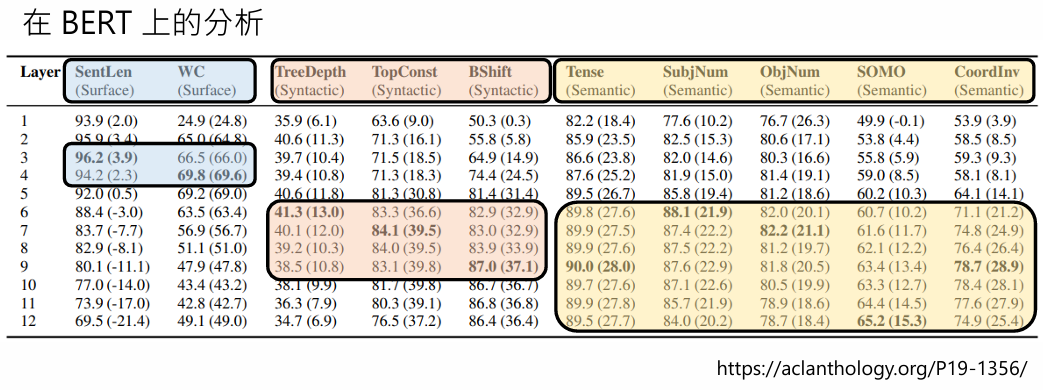 在 BERT 上的分析
Layer SentLen WC TreeDepth TopConst BShift Tense SubjNum ObjNum SOMO CoordInv
(Surface) (Surface) (Syntactic) (Syntactic) (Syntactic) (Semantic) (Semantic) (Semantic) (Semantic) (Semantic)
1 93.9 (2.0) 24.9 (24.8) 35.9 (6.1) 63.6 (9.0) 50.3 (0.3) 82.2 (18.4) 77.6 (10.2) 76.7 (26.3) 49.9 (-0.1) 53.9 (3.9)
2 95.9 (3.4) 65.0 (64.8) 40.6 (11.3) 71.3 (16.1) 55.8 (5.8) 85.9 (23.5) 82.5 (15.3) 80.6 (17.1) 53.8 (4.4) 58.5 (8.5)
3 96.2 (3.9) 66.5 (66.0) 39.7 (10.4) 71.5 (18.5) 64.9 (14.9) 86.6 (23.8) 82.0 (14.6) 80.3 (16.6) 55.8 (5.9) 59.3 (9.3)
4 94.2 (2.3) 69.8 (69.6) 39.4 (10.8) 71.3 (18.3) 74.4 (24.5) 87.6 (25.2) 81.9 (15.0) 81.4 (19.1) 59.0 (8.5) 58.1 (8.1)
5 92.0 (0.5) 69.2 (69.0) 40.6 (11.8) 81.3 (30.8) 81.4 (31.4) 89.5 (26.7) 85.8 (19.4) 81.2 (18.6) 60.2 (10.3) 64.1 (14.1)
6 88.4 (-3.0) 63.5 (63.4) 41.3 (13.0) 83.3 (36.6) 82.9 (32.9) 89.8 (27.6) 88.1 (21.9) 82.0 (20.1) 60.7 (10.2) 71.1 (21.2)
7 83.7 (-7.7) 56.9 (56.7) 40.1 (12.0) 84.1 (39.5) 83.0 (32.9) 89.9 (27.5) 87.4 (22.2) 82.2 (21.1) 61.6 (11.7) 74.8 (24.9)
8 82.9 (-8.1) 51.1 (51.0) 39.2 (10.3) 84.0 (39.5) 83.9 (33.9) 89.9 (27.6) 87.5 (22.2) 81.2 (19.7) 62.1 (12.2) 76.4 (26.4)
9 80.1 (-11.1) 47.9 (47.8) 38.5 (10.8) 83.1 (39.8) 87.0 (37.1) 90.0 (28.0) 87.6 (22.9) 81.8 (20.5) 63.4 (13.4) 78.7 (28.9)
10 77.0 (-14.0) 43.4 (43.2) 38.1 (9.9) 81.7 (39.8) 86.7 (36.7) 89.7 (27.6) 87.1 (22.6) 80.5 (19.9) 63.3 (12.7) 78.4 (28.1)
11 73.9 (-17.0) 42.8 (42.7) 36.3 (7.9) 80.3 (39.1) 86.8 (36.8) 89.9 (27.8) 85.7 (21.9) 78.9 (18.6) 64.4 (14.5) 77.6 (27.9)
12 69.5 (-21.4) 49.1 (49.0) 34.7 (6.9) 76.5 (37.2) 86.4 (36.4) 89.5 (27.7) 84.0 (20.2) 78.7 (18.4) 65.2 (15.3) 74.9 (25.4)
https://aclanthology.org/P19-1356/